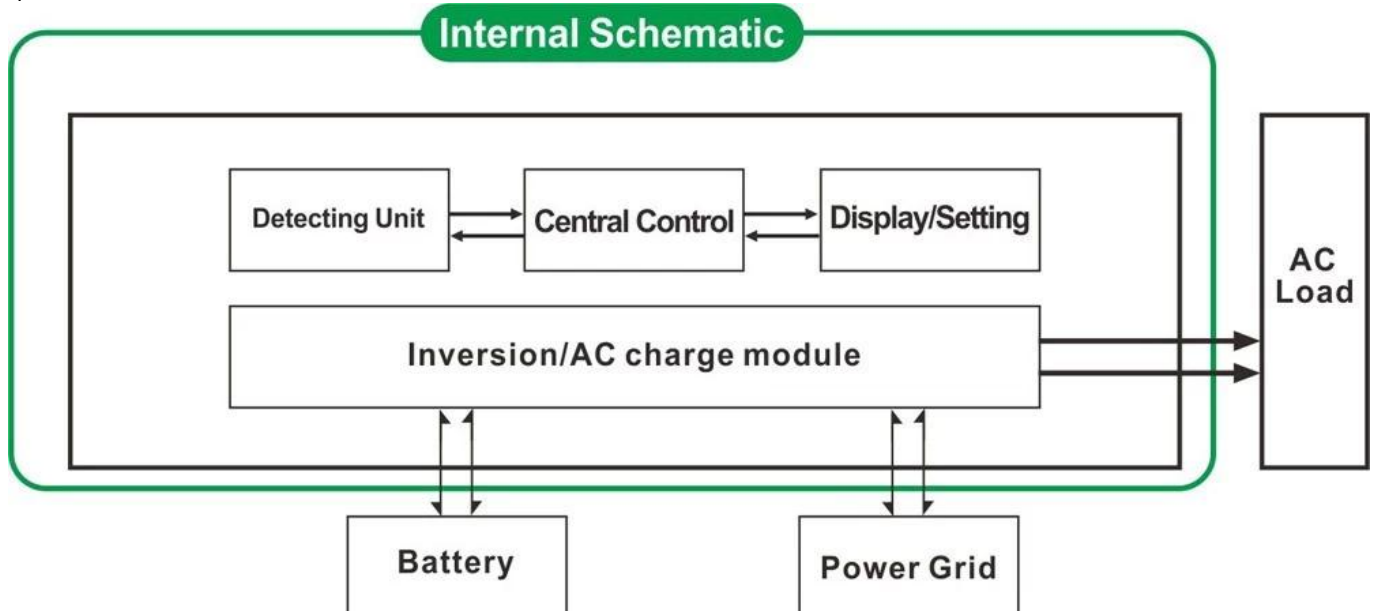 Internal Schematic
Detecting Unit
Central Control
Display/Setting
AC
Load
Inversion/AC charge module
Battery
Power Grid